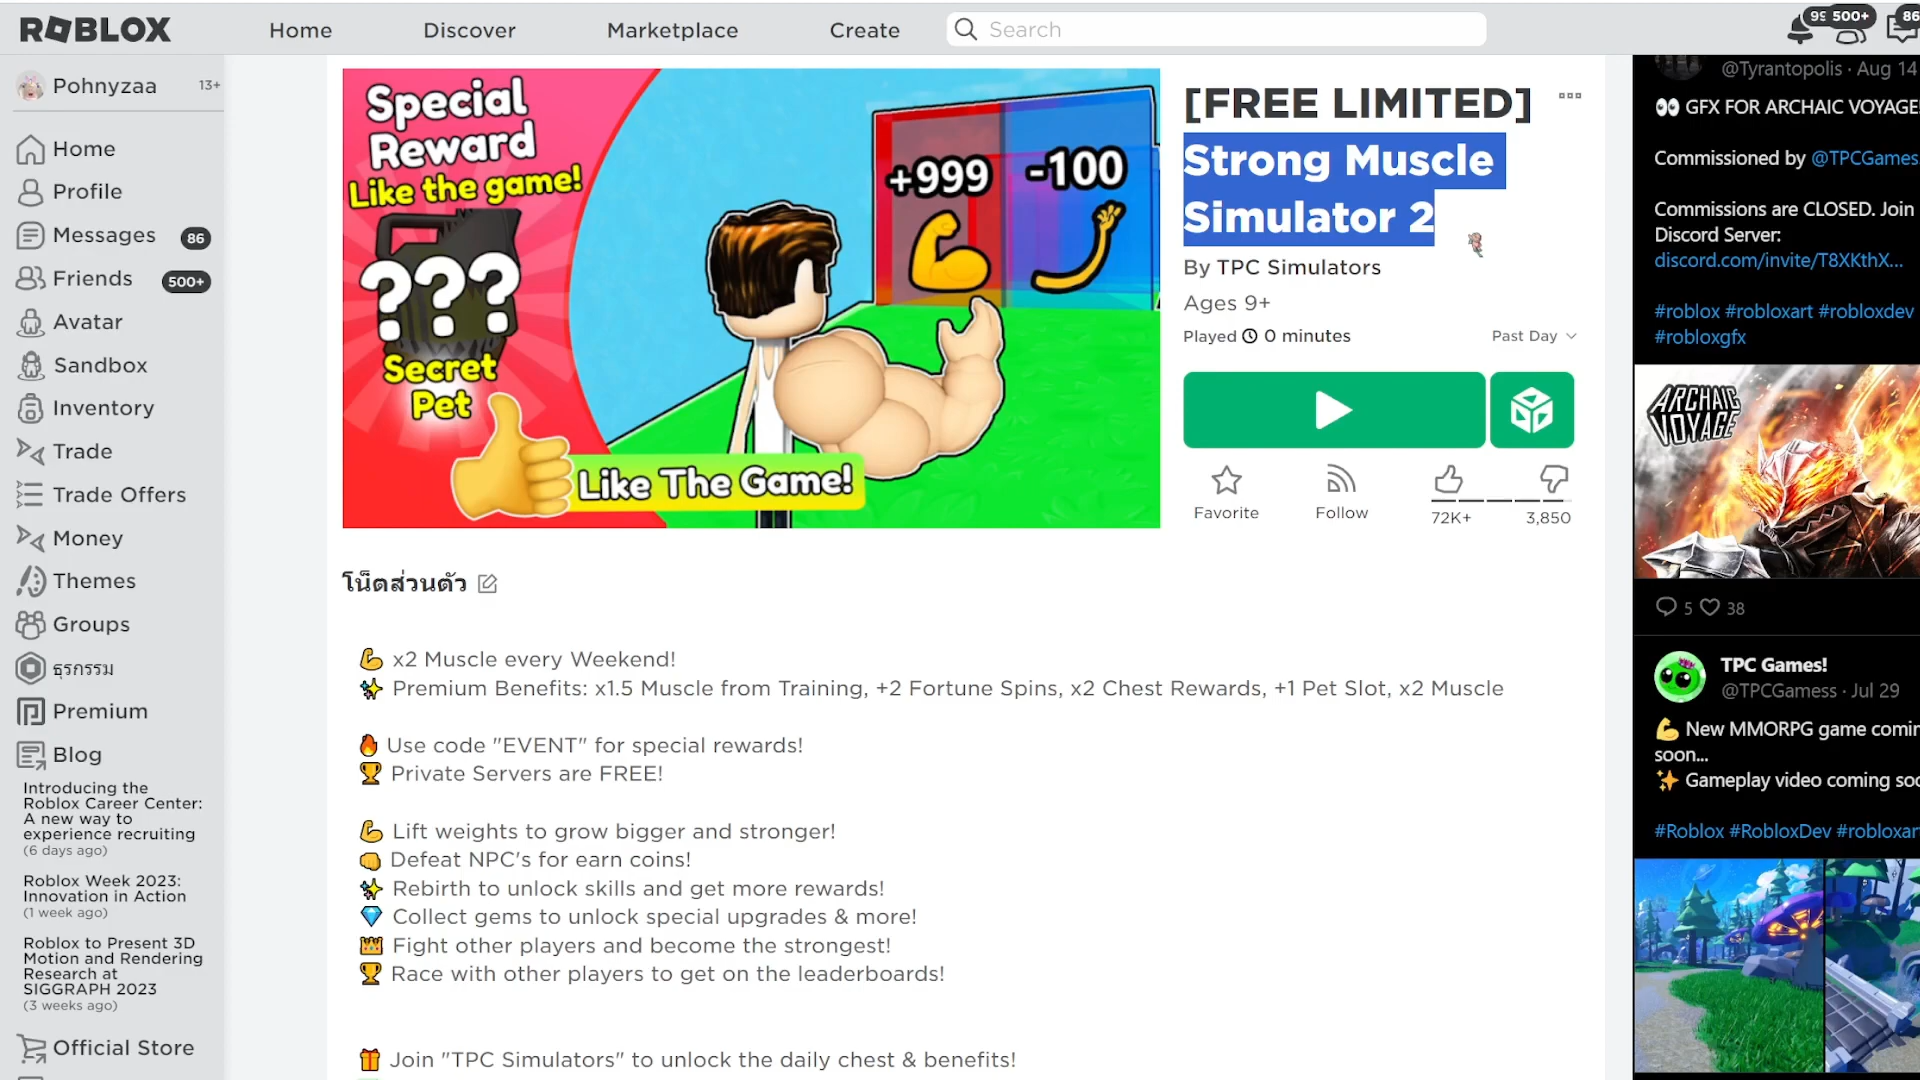 ROBLOX
Home
Discover
Marketplace
Create
Search
99
500+
86
Pohnyzaa
13+
Home
Profile
Messages
86
Friends
500+
Avatar
Sandbox
Inventory
Trade
Trade Offers
Money
Themes
Groups
ธุรกรรม
Premium
Blog
Introducing the
Roblox Career Center:
A new way to
experience recruiting
(6 days ago)
Roblox Week 2023:
Innovation in Action
(1 week ago)
Roblox to Present 3D
Motion and Rendering
Research at
SIGGRAPH 2023
(3 weeks ago)
Official Store
Special
Reward
Like the game!
???
Secret
Pet
Like The Game!
+999
-100
[FREE LIMITED]
Strong Muscle
Simulator 2
By TPC Simulators
Ages 9+
Played 0 minutes
Past Day
Favorite
Follow
72K+
3,850
โน็ตส่วนตัว
💪 x2 Muscle every Weekend!
✨ Premium Benefits: x1.5 Muscle from Training, +2 Fortune Spins, x2 Chest Rewards, +1 Pet Slot, x2 Muscle
🔥 Use code "EVENT" for special rewards!
🏆 Private Servers are FREE!
💪 Lift weights to grow bigger and stronger!
👊 Defeat NPC's for earn coins!
✨ Rebirth to unlock skills and get more rewards!
💎 Collect gems to unlock special upgrades & more!
👑 Fight other players and become the strongest!
🏆 Race with other players to get on the leaderboards!
🎁 Join "TPC Simulators" to unlock the daily chest & benefits!
@Tyrantopolis · Aug 14
👀 GFX FOR ARCHAIC VOYAGE
Commissioned by @TPCGames
Commissions are CLOSED. Join
Discord Server:
discord.com/invite/T8XKthX...
#roblox #robloxart #robloxdev
#robloxgfx
ARCHAIC
VOYAGE
5 38
TPC Games!
@TPCGamess · Jul 29
💪 New MMORPG game comin
soon...
✨ Gameplay video coming soo
#Roblox #RobloxDev #robloxar